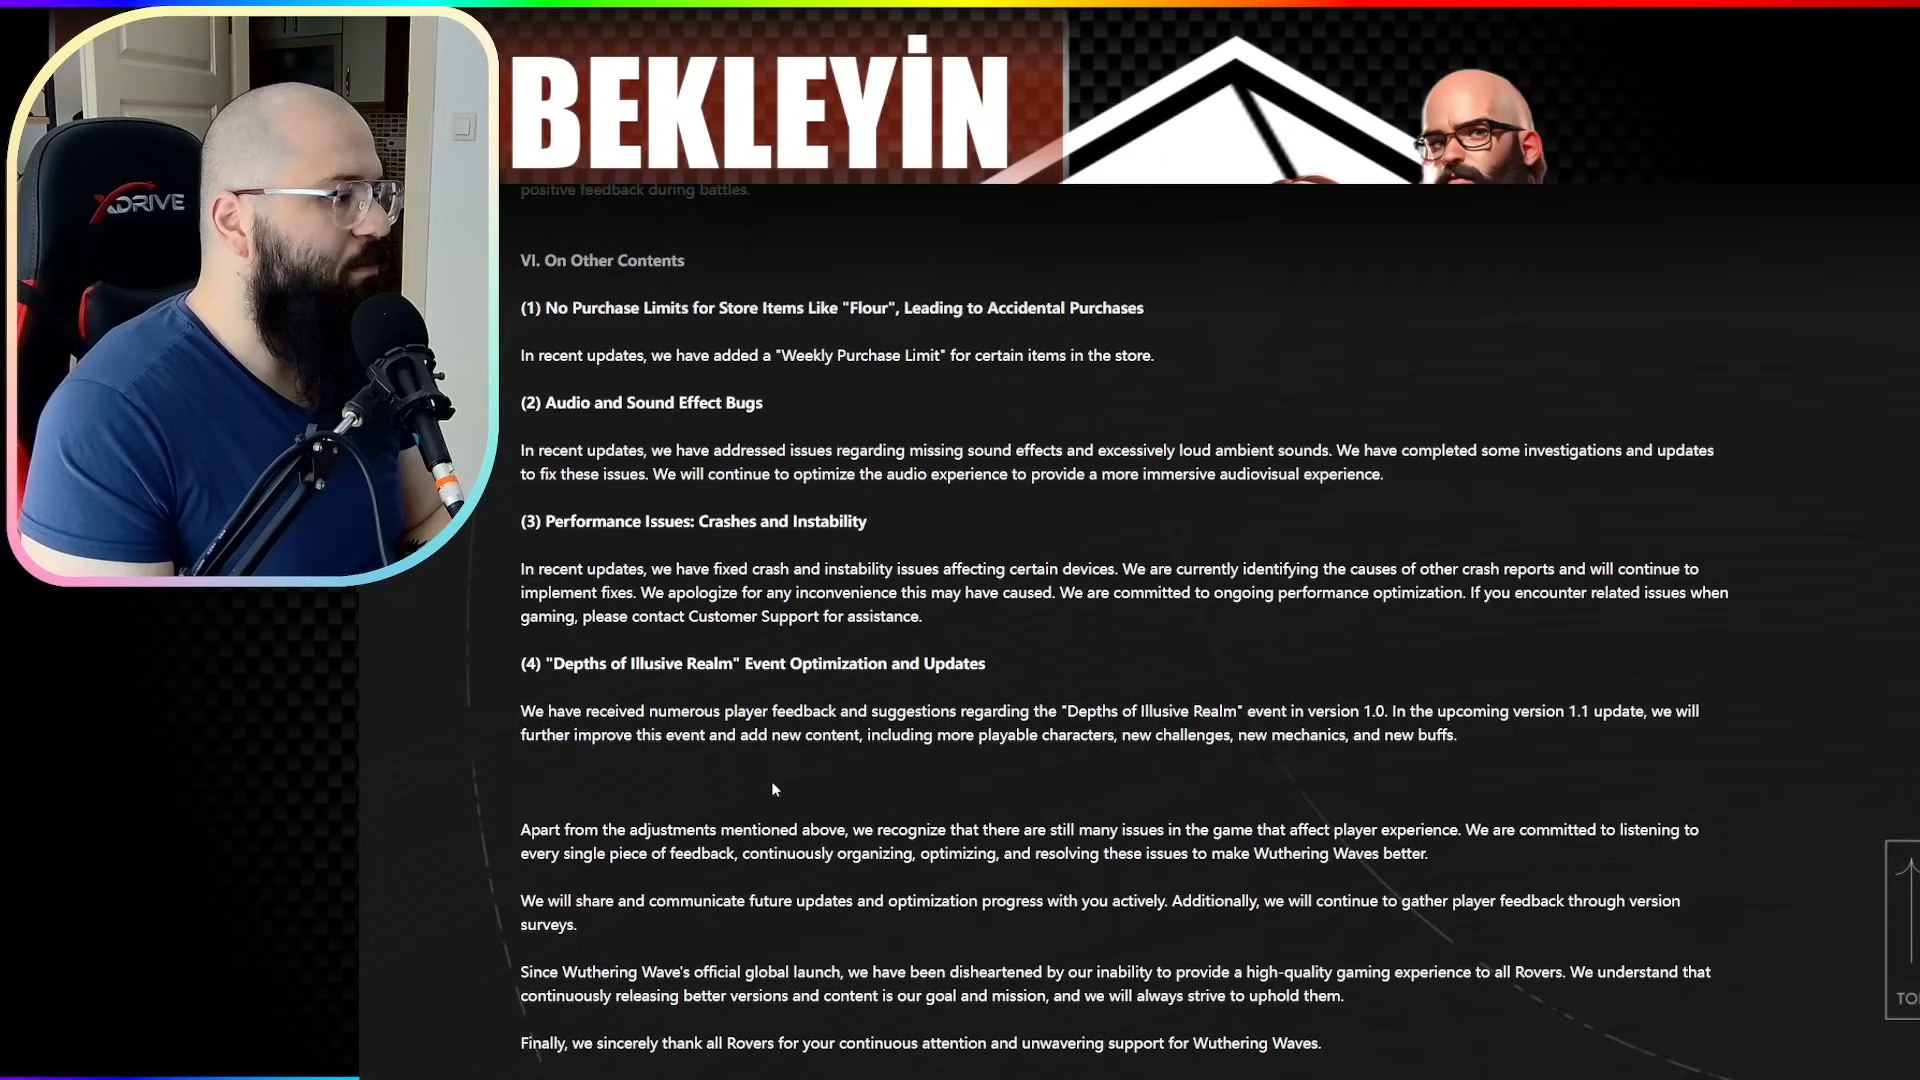 BEKLEYİN
XDRIVE
positive feedback during battles.
VI. On Other Contents
(1) No Purchase Limits for Store Items Like "Flour", Leading to Accidental Purchases
In recent updates, we have added a "Weekly Purchase Limit" for certain items in the store.
(2) Audio and Sound Effect Bugs
In recent updates, we have addressed issues regarding missing sound effects and excessively loud ambient sounds. We have completed some investigations and updates
to fix these issues. We will continue to optimize the audio experience to provide a more immersive audiovisual experience.
(3) Performance Issues: Crashes and Instability
In recent updates, we have fixed crash and instability issues affecting certain devices. We are currently identifying the causes of other crash reports and will continue to
implement fixes. We apologize for any inconvenience this may have caused. We are committed to ongoing performance optimization. If you encounter related issues when
gaming, please contact Customer Support for assistance.
(4) "Depths of Illusive Realm" Event Optimization and Updates
We have received numerous player feedback and suggestions regarding the "Depths of Illusive Realm" event in version 1.0. In the upcoming version 1.1 update, we will
further improve this event and add new content, including more playable characters, new challenges, new mechanics, and new buffs.
Apart from the adjustments mentioned above, we recognize that there are still many issues in the game that affect player experience. We are committed to listening to
every single piece of feedback, continuously organizing, optimizing, and resolving these issues to make Wuthering Waves better.
We will share and communicate future updates and optimization progress with you actively. Additionally, we will continue to gather player feedback through version
surveys.
Since Wuthering Wave's official global launch, we have been disheartened by our inability to provide a high-quality gaming experience to all Rovers. We understand that
continuously releasing better versions and content is our goal and mission, and we will always strive to uphold them.
Finally, we sincerely thank all Rovers for your continuous attention and unwavering support for Wuthering Waves.